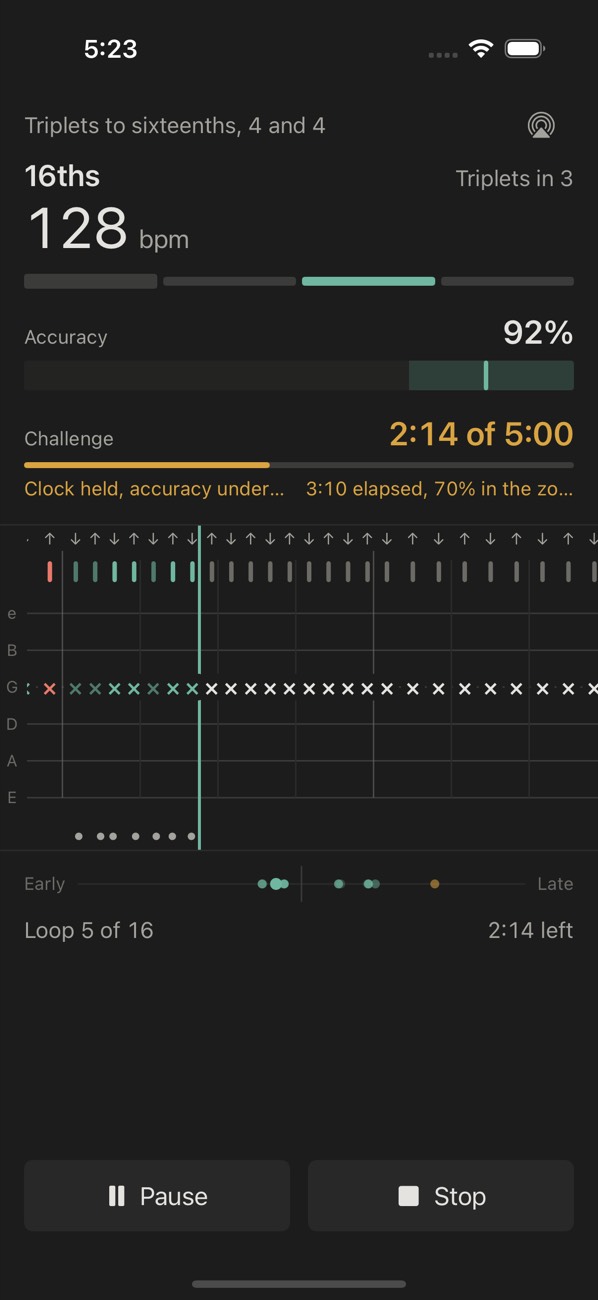 5:23
Triplets to sixteenths, 4 and 4
16ths
Triplets in 3
128 bpm
Accuracy
92%
Challenge
2:14 of 5:00
Clock held, accuracy under...
3:10 elapsed, 70% in the zo...
e
B
G
D
A
E
Early
Late
Loop 5 of 16
2:14 left
Pause
Stop